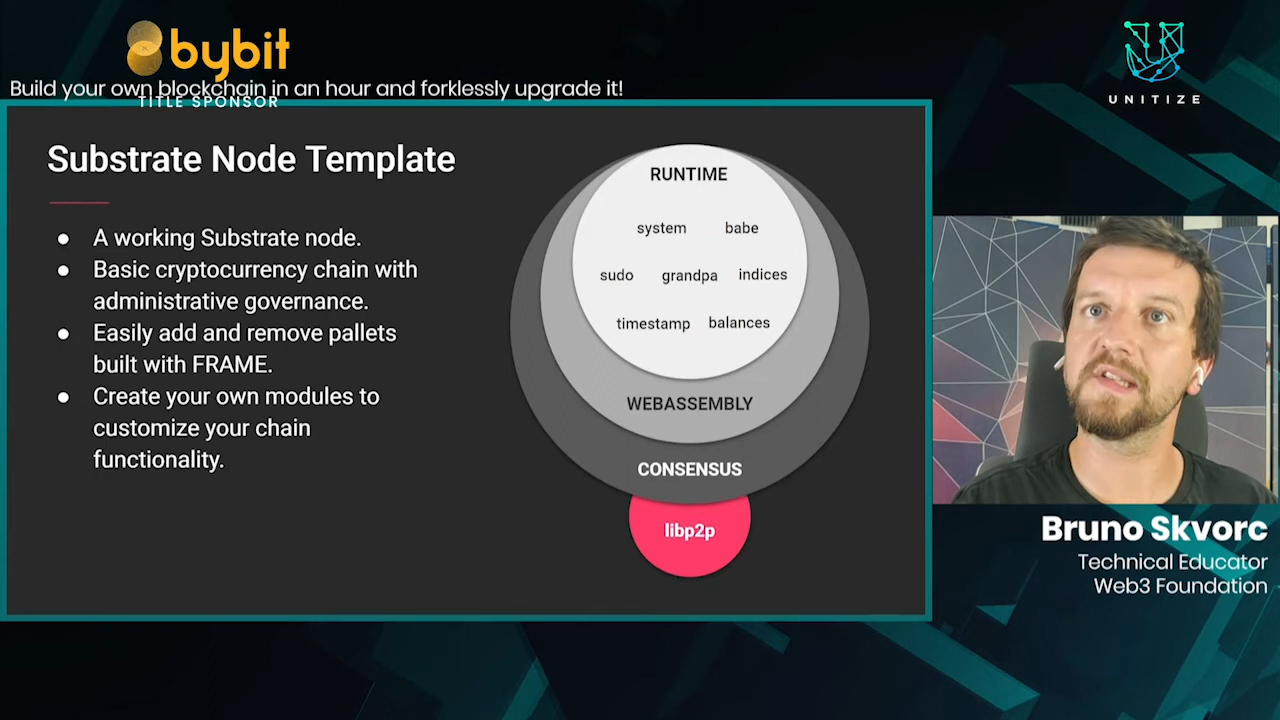 bybit
TITLE SPONSOR
Build your own blockchain in an hour and forklessly upgrade it!
UNITIZE
Substrate Node Template
● A working Substrate node.
● Basic cryptocurrency chain with
administrative governance.
● Easily add and remove pallets
built with FRAME.
● Create your own modules to
customize your chain
functionality.
RUNTIME
system babe
sudo grandpa indices
timestamp balances
WEBASSEMBLY
CONSENSUS
libp2p
Bruno Skvorc
Technical Educator
Web3 Foundation